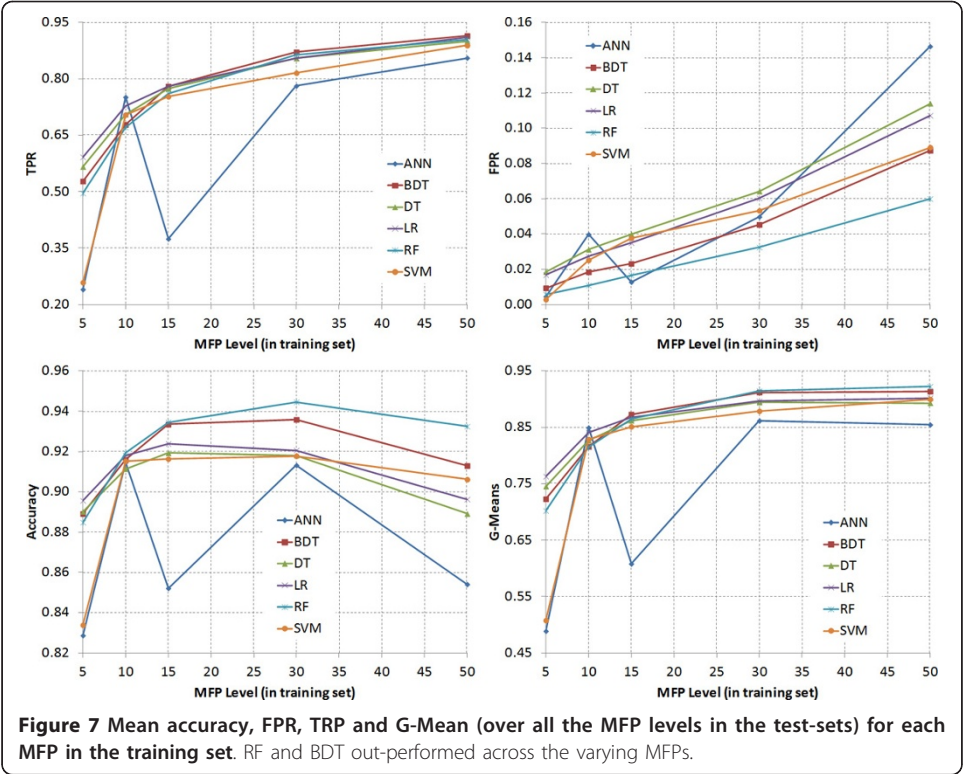 0.95
0.80
0.65
0.50
0.35
0.20
TPR
ANN
BDT
DT
LR
RF
SVM
5 10 15 20 25 30 35 40 45 50
MFP Level (in training set)
0.16
0.14
0.12
0.10
0.08
0.06
0.04
0.02
0.00
FPR
ANN
BDT
DT
LR
RF
SVM
5 10 15 20 25 30 35 40 45 50
MFP Level (in training set)
0.96
0.94
0.92
0.90
0.88
0.86
0.84
0.82
Accuracy
ANN
BDT
DT
LR
RF
SVM
5 10 15 20 25 30 35 40 45 50
MFP Level (in training set)
0.95
0.85
0.75
0.65
0.55
0.45
G-Means
ANN
BDT
DT
LR
RF
SVM
5 10 15 20 25 30 35 40 45 50
MFP Level (in training set)
Figure 7 Mean accuracy, FPR, TRP and G-Mean (over all the MFP levels in the test-sets) for each
MFP in the training set. RF and BDT out-performed across the varying MFPs.